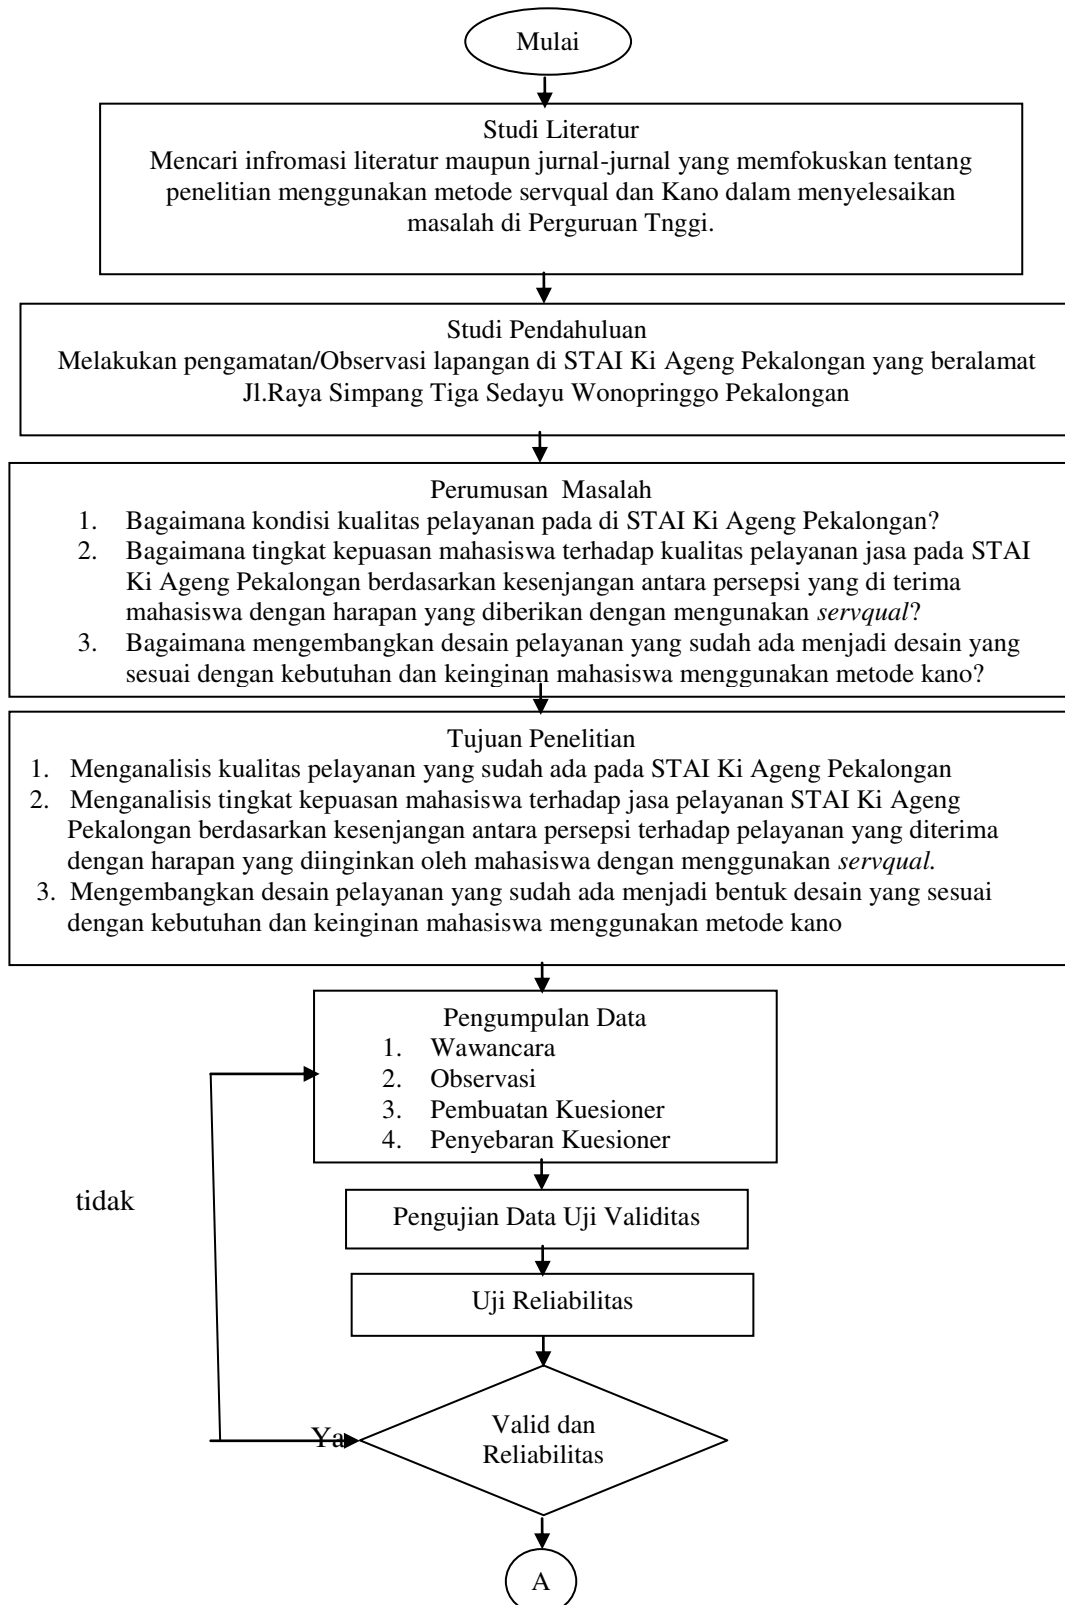 Mulai
Studi Literatur
Mencari infromasi literatur maupun jurnal-jurnal yang memfokuskan tentang
penelitian menggunakan metode servqual dan Kano dalam menyelesaikan
masalah di Perguruan Tnggi.
Studi Pendahuluan
Melakukan pengamatan/Observasi lapangan di STAI Ki Ageng Pekalongan yang beralamat
Jl.Raya Simpang Tiga Sedayu Wonopringgo Pekalongan
Perumusan Masalah
1. Bagaimana kondisi kualitas pelayanan pada di STAI Ki Ageng Pekalongan?
2. Bagaimana tingkat kepuasan mahasiswa terhadap kualitas pelayanan jasa pada STAI
Ki Ageng Pekalongan berdasarkan kesenjangan antara persepsi yang di terima
mahasiswa dengan harapan yang diberikan dengan mengunakan servqual?
3. Bagaimana mengembangkan desain pelayanan yang sudah ada menjadi desain yang
sesuai dengan kebutuhan dan keinginan mahasiswa menggunakan metode kano?
Tujuan Penelitian
1. Menganalisis kualitas pelayanan yang sudah ada pada STAI Ki Ageng Pekalongan
2. Menganalisis tingkat kepuasan mahasiswa terhadap jasa pelayanan STAI Ki Ageng
Pekalongan berdasarkan kesenjangan antara persepsi terhadap pelayanan yang diterima
dengan harapan yang diinginkan oleh mahasiswa dengan menggunakan servqual.
3. Mengembangkan desain pelayanan yang sudah ada menjadi bentuk desain yang sesuai
dengan kebutuhan dan keinginan mahasiswa menggunakan metode kano
Pengumpulan Data
1. Wawancara
2. Observasi
3. Pembuatan Kuesioner
4. Penyebaran Kuesioner
tidak
Pengujian Data Uji Validitas
Uji Reliabilitas
Valid dan
Reliabilitas
Ya
A